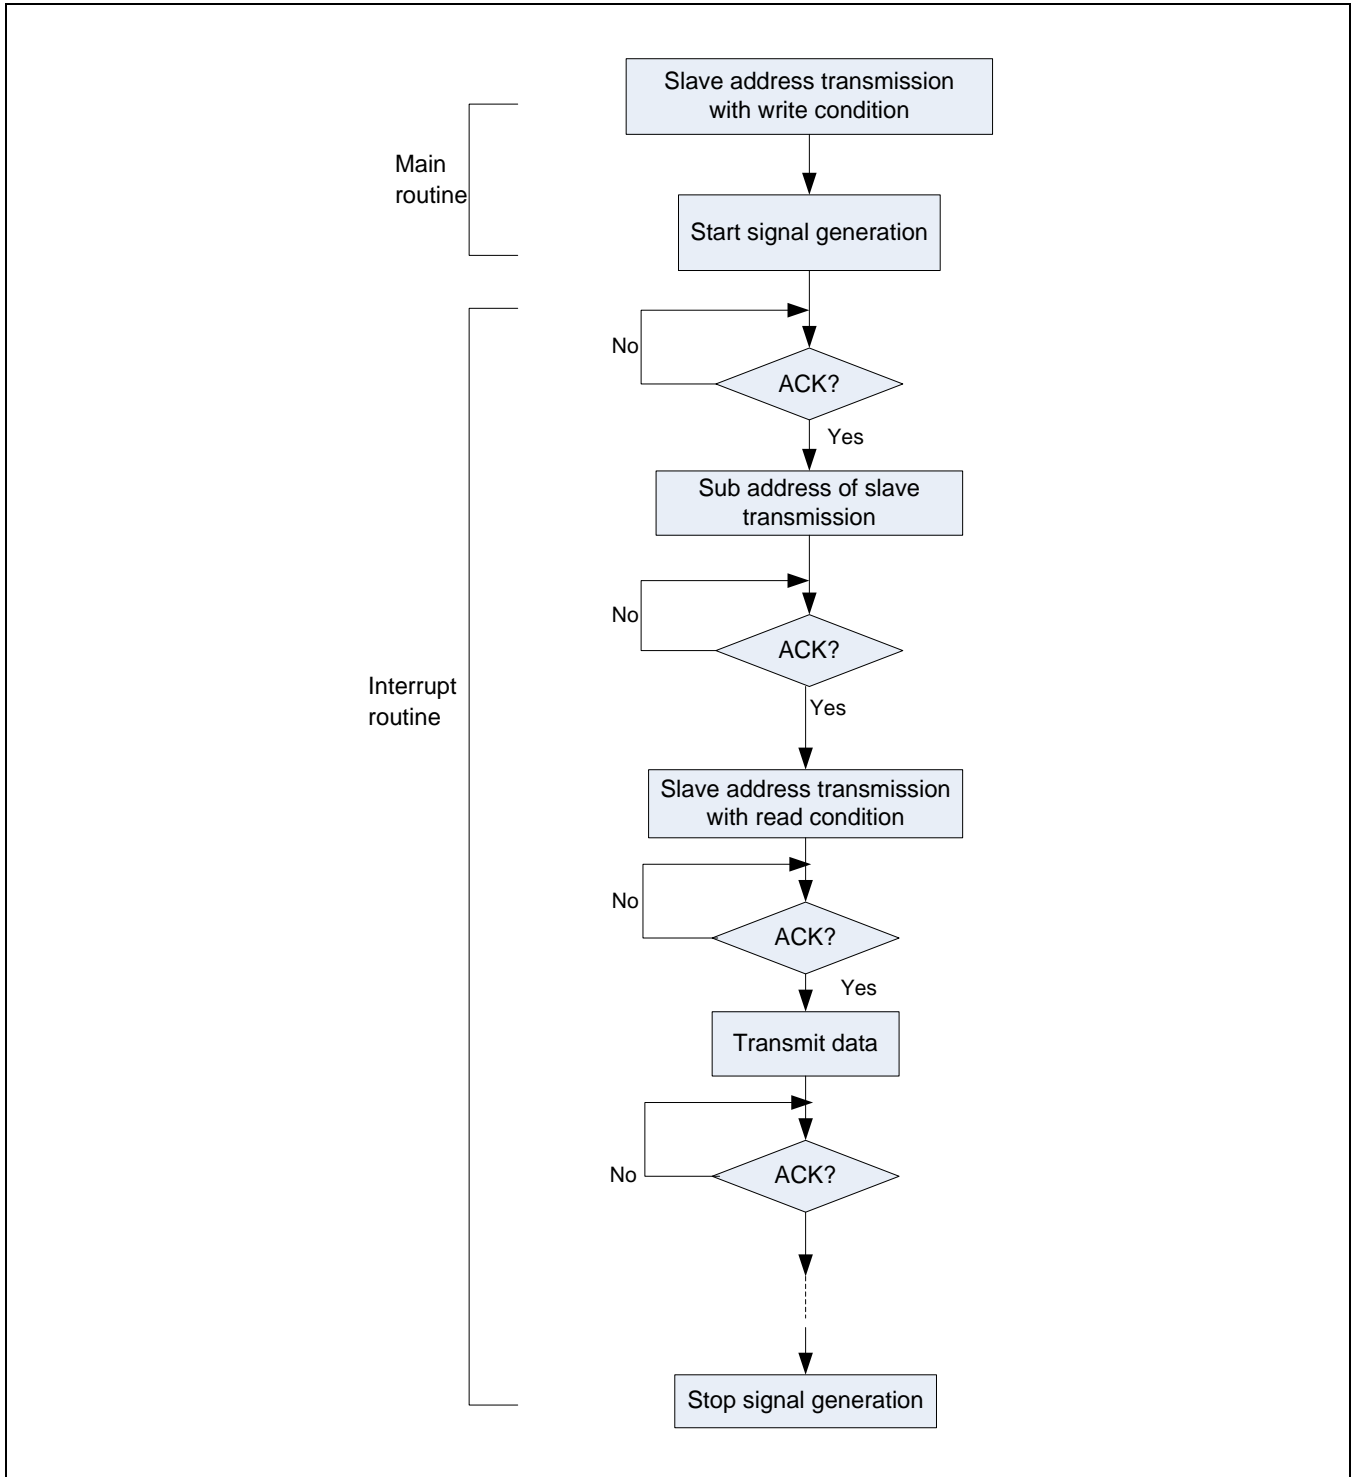 Slave address transmission
with write condition
Main
routine
Start signal generation
No
ACK?
Yes
Sub address of slave
transmission
No
ACK?
Interrupt
routine
Yes
Slave address transmission
with read condition
No
ACK?
Yes
Transmit data
No
ACK?
Stop signal generation